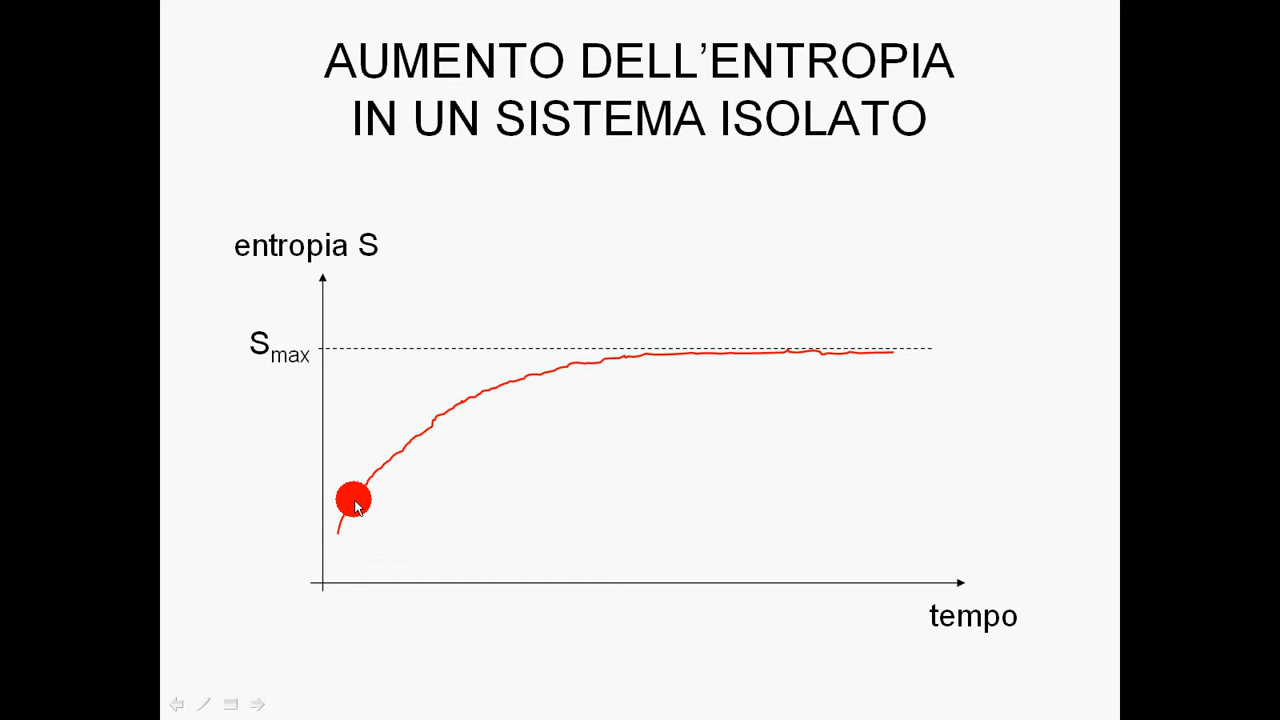 AUMENTO DELL’ENTROPIA
IN UN SISTEMA ISOLATO
entropia S
Smax
tempo